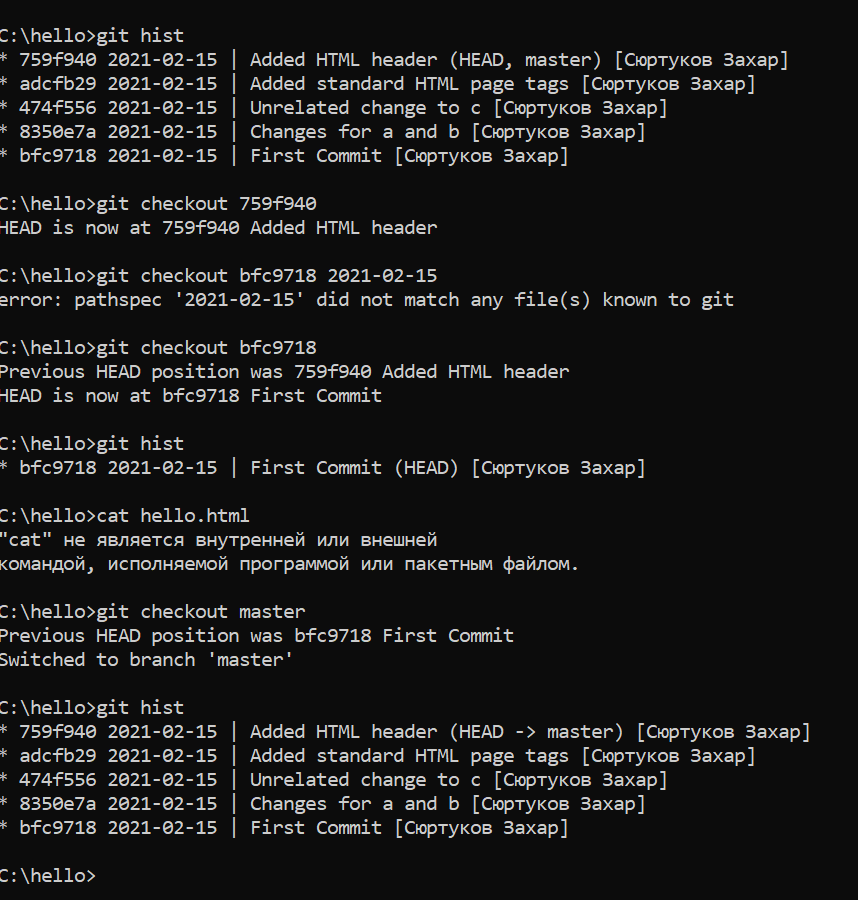 C:\hello>git hist
* 759f940 2021-02-15 | Added HTML header (HEAD, master) [Сюртуков Захар]
* adcfb29 2021-02-15 | Added standard HTML page tags [Сюртуков Захар]
* 474f556 2021-02-15 | Unrelated change to c [Сюртуков Захар]
* 8350e7a 2021-02-15 | Changes for a and b [Сюртуков Захар]
* bfc9718 2021-02-15 | First Commit [Сюртуков Захар]
C:\hello>git checkout 759f940
HEAD is now at 759f940 Added HTML header
C:\hello>git checkout bfc9718 2021-02-15
error: pathspec '2021-02-15' did not match any file(s) known to git
C:\hello>git checkout bfc9718
Previous HEAD position was 759f940 Added HTML header
HEAD is now at bfc9718 First Commit
C:\hello>git hist
* bfc9718 2021-02-15 | First Commit (HEAD) [Сюртуков Захар]
C:\hello>cat hello.html
"cat" не является внутренней или внешней
командой, исполняемой программой или пакетным файлом.
C:\hello>git checkout master
Previous HEAD position was bfc9718 First Commit
Switched to branch 'master'
C:\hello>git hist
* 759f940 2021-02-15 | Added HTML header (HEAD -> master) [Сюртуков Захар]
* adcfb29 2021-02-15 | Added standard HTML page tags [Сюртуков Захар]
* 474f556 2021-02-15 | Unrelated change to c [Сюртуков Захар]
* 8350e7a 2021-02-15 | Changes for a and b [Сюртуков Захар]
* bfc9718 2021-02-15 | First Commit [Сюртуков Захар]
C:\hello>